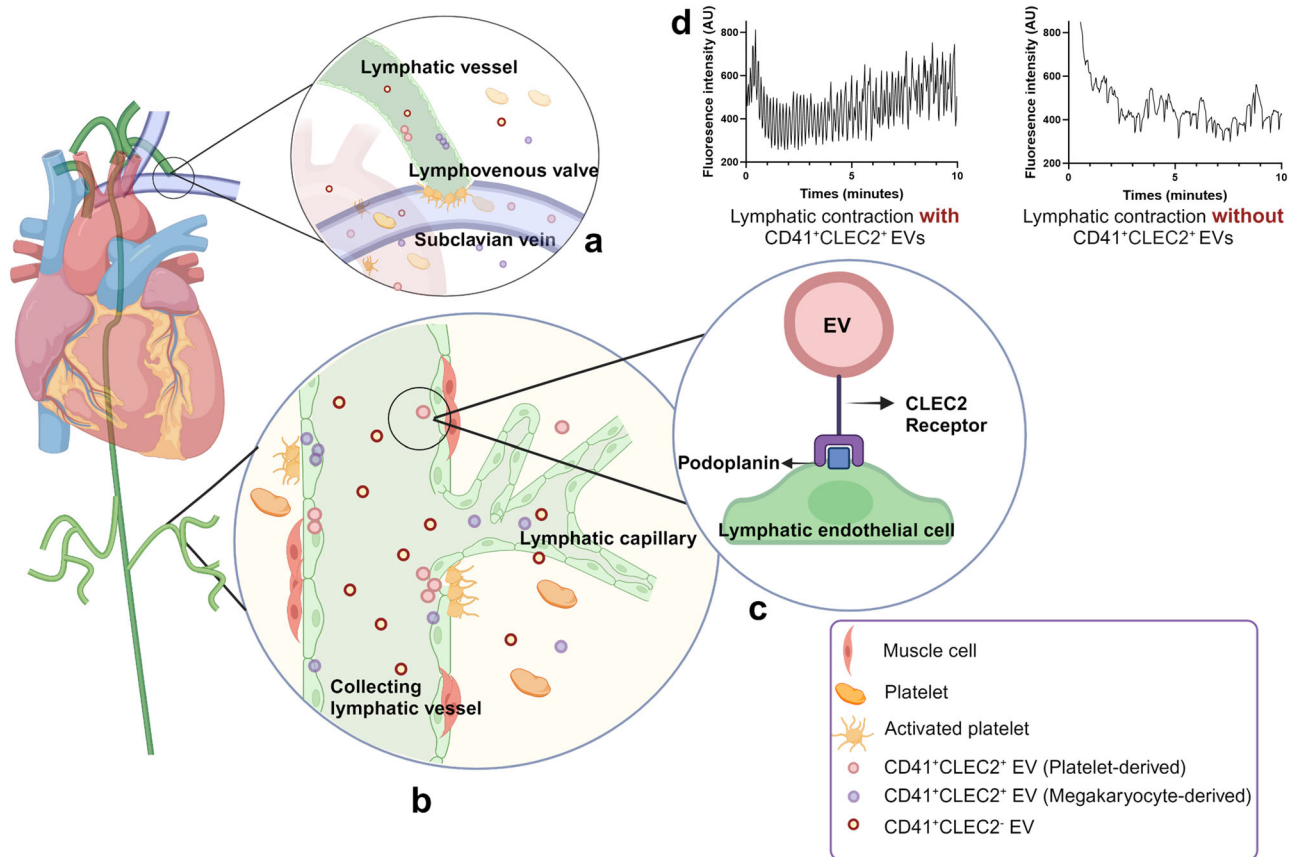 d
Fluoresence intensity (AU)
800
600
400
200
0
5
10
Times (minutes)
Lymphatic contraction with
CD41⁺CLEC2⁺ EVs
Fluoresence intensity (AU)
800
600
400
200
0
5
10
Times (minutes)
Lymphatic contraction without
CD41⁺CLEC2⁺ EVs
Lymphatic vessel
Lymphovenous valve
Subclavian vein
a
Lymphatic capillary
Collecting
lymphatic vessel
b
EV
CLEC2
Receptor
Podoplanin
Lymphatic endothelial cell
c
Muscle cell
Platelet
Activated platelet
CD41⁺CLEC2⁺ EV (Platelet-derived)
CD41⁺CLEC2⁺ EV (Megakaryocyte-derived)
CD41⁺CLEC2⁻ EV